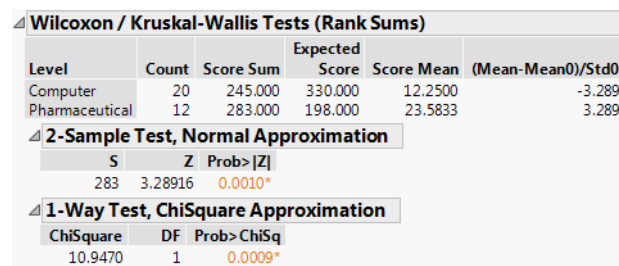 Wilcoxon / Kruskal-Wallis Tests (Rank Sums)
Expected
Level Count Score Sum Score Score Mean (Mean-Mean0)/Std0
Computer 20 245.000 330.000 12.2500 -3.289
Pharmaceutical 12 283.000 198.000 23.5833 3.289
2-Sample Test, Normal Approximation
S Z Prob>|Z|
283 3.28916 0.0010*
1-Way Test, ChiSquare Approximation
ChiSquare DF Prob>ChiSq
10.9470 1 0.0009*